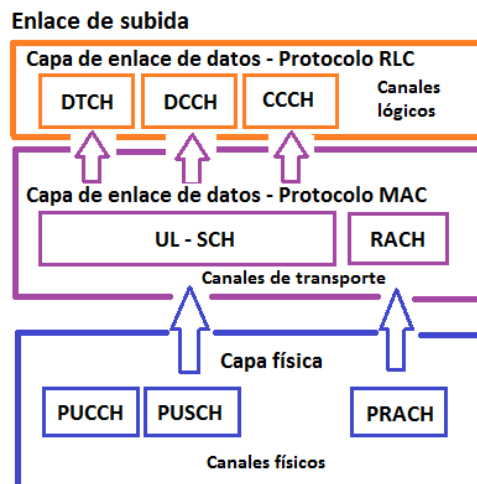 Enlace de subida
Capa de enlace de datos - Protocolo RLC
DTCH DCCH CCCH Canales
lógicos
Capa de enlace de datos - Protocolo MAC
UL - SCH RACH
Canales de transporte
Capa física
PUCCH PUSCH PRACH
Canales físicos